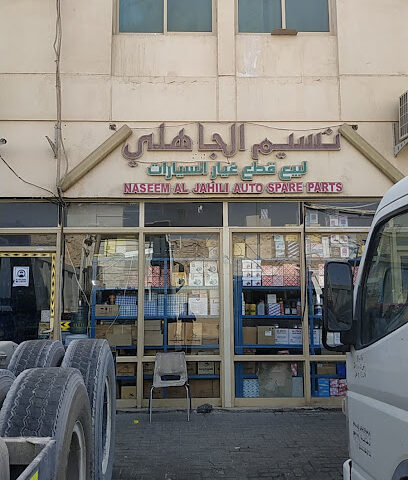 نسيم الجاهلي
لبيع قطع غيار السيارات
NASEEM AL JAHILI AUTO SPARE PARTS